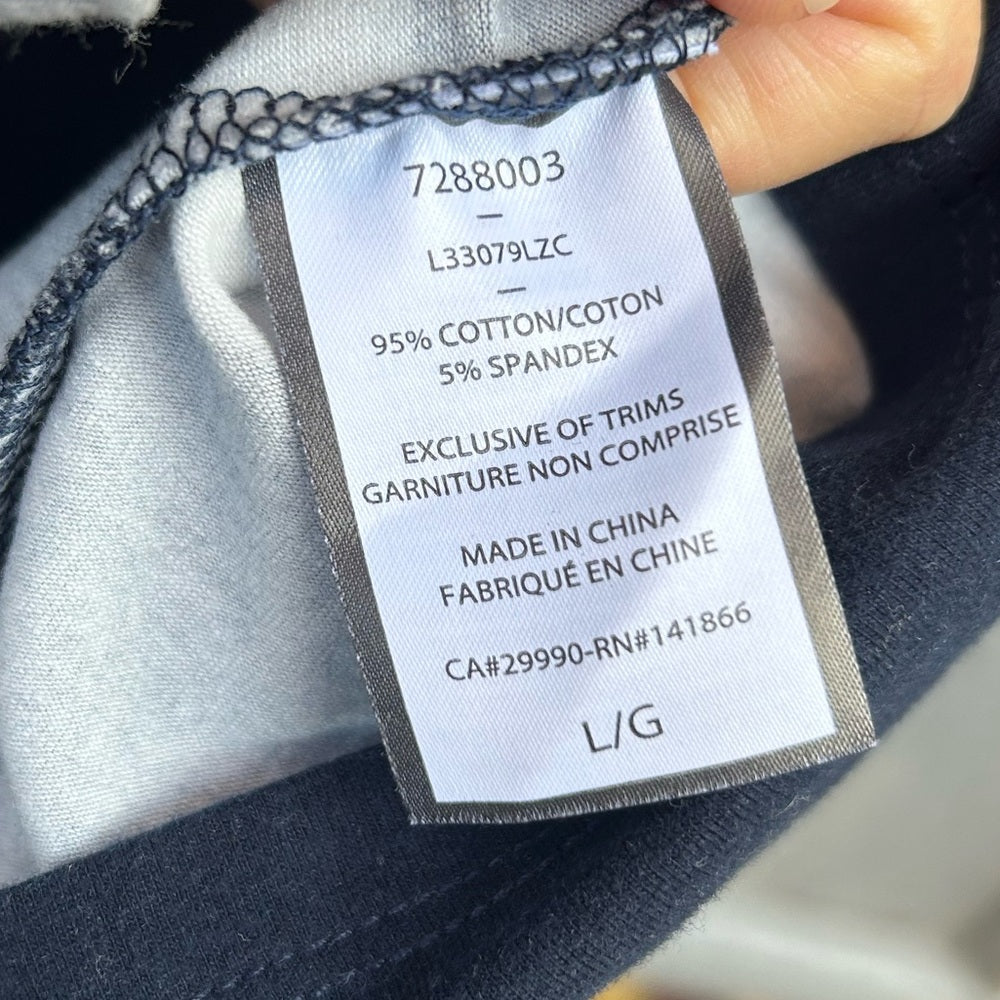 7288003
–
L33079LZC
–
95% COTTON/COTON
5% SPANDEX
EXCLUSIVE OF TRIMS
GARNITURE NON COMPRISE
MADE IN CHINA
FABRIQUÉ EN CHINE
CA#29990-RN#141866
L/G